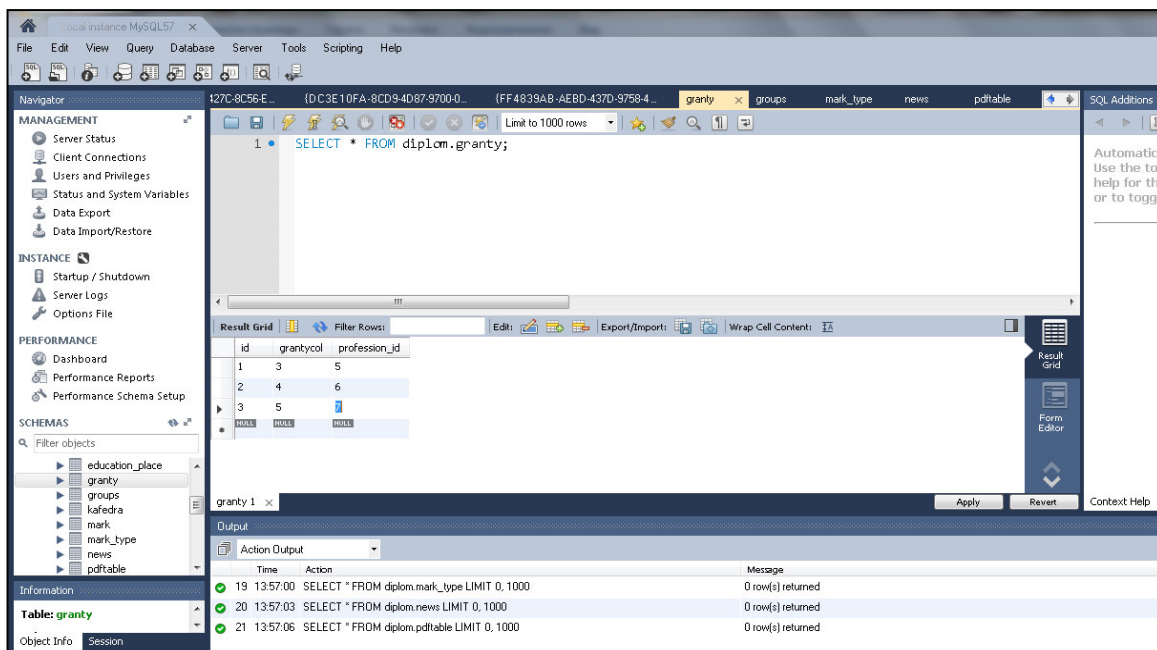 Local instance MySQL57 ×
File Edit View Query Database Server Tools Scripting Help
Navigator
MANAGEMENT
Server Status
Client Connections
Users and Privileges
Status and System Variables
Data Export
Data Import/Restore
INSTANCE
Startup / Shutdown
Server Logs
Options File
PERFORMANCE
Dashboard
Performance Reports
Performance Schema Setup
SCHEMAS
Filter objects
education_place
granty
groups
kafedra
mark
mark_type
news
pdftable
Information
Table: granty
Object Info Session
427C-8C56-E... {DC3E10FA-8CD9-4D87-9700-0... {FF4839AB-AEBD-437D-9758-4... granty × groups mark_type news pdftable
Limit to 1000 rows
1 SELECT * FROM diplom.granty;
Result Grid Filter Rows: Edit: Export/Import: Wrap Cell Content:
id grantycol profession_id
1 3 5
2 4 6
3 5 7
NULL NULL NULL
Result Grid
Form Editor
granty 1 × Apply Revert
Output
Action Output
Time Action Message
19 13:57:00 SELECT * FROM diplom.mark_type LIMIT 0, 1000 0 row(s) returned
20 13:57:03 SELECT * FROM diplom.news LIMIT 0, 1000 0 row(s) returned
21 13:57:06 SELECT * FROM diplom.pdftable LIMIT 0, 1000 0 row(s) returned
SQL Additions
Automatic
Use the to
help for th
or to togg
Context Help